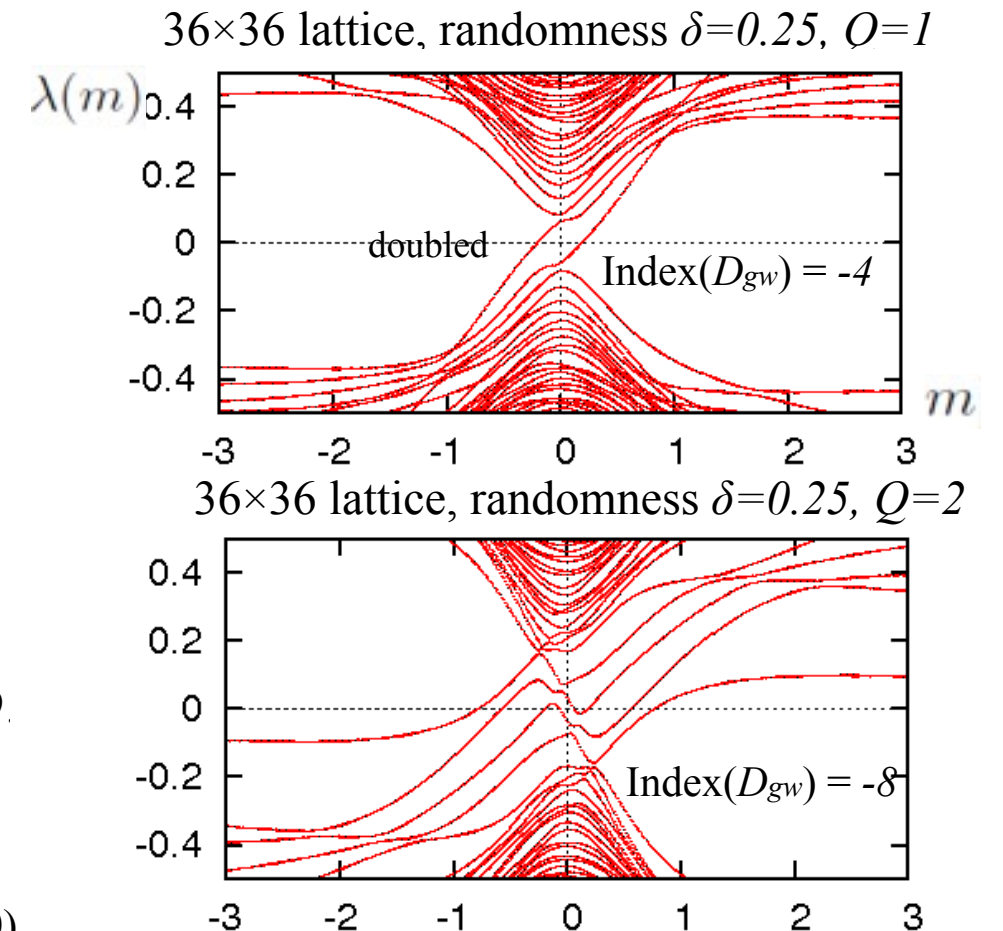 36×36 lattice, randomness δ=0.25, Q=1
λ(m)
0.4
0.2
0
-0.2
-0.4
doubled
Index(Dgw) = -4
m
-3 -2 -1 0 1 2 3
36×36 lattice, randomness δ=0.25, Q=2
0.4
0.2
0
-0.2
-0.4
Index(Dgw) = -8
-3 -2 -1 0 1 2 3